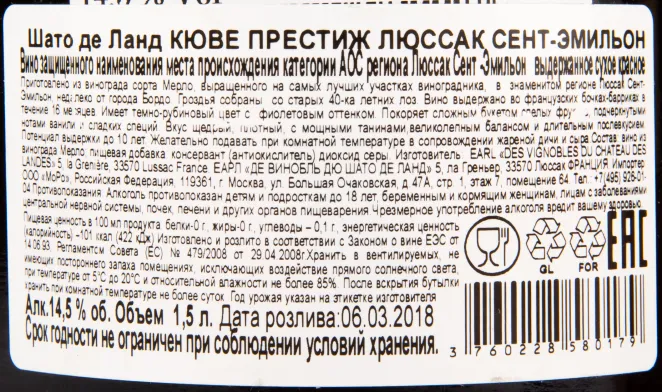 Шато де Ланд КЮВЕ ПРЕСТИЖ ЛЮССАК СЕНТ-ЭМИЛЬОН
Вино защищенного наименования места происхождения категории АОС региона Люссак Сент -Эмильон выдержанное сухое красное
Приготовлено из винограда сорта Мерло, выращенного на самых лучших участках виноградника, в знаменитом регионе Люссак Сент-
Эмильон, недалеко от города Бордо. Гроздья собраны со старых 40-ка летних лоз. Вино выдержано во французских бочках-барриках в
течение 16 месяцев. Имеет темно-рубиновый цвет с фиолетовым оттенком. Покоряет сложным букетом спелых подчеркнутыми
нотами ванили и сладких специй. Вкус щедрый, плотный, с мощными танинами, великолепным балансом и длительным послевкусием.
Потенциал выдержки до 10 лет. Желательно подавать при комнатной температуре в сопровождении жареной дичи и сыра. Состав: вино из
винограда Мерло, пищевая добавка консервант (антиокислитель) диоксид серы. Изготовитель: EARL «DES VIGNOBLES DU CHATEAU DES
LANDES» 5, la Grenière, 33570 Lussac France. ЕАРЛ «ДЕ ВИНОБЛЬ ДЮ ШАТО ДЕ ЛАНД» 5, ла Греньер, 33570 Люссак ФРАНЦИЯ. Импортер
ООО «МоРо», Российская Федерация, 119361, г. Москва, ул. Большая Очаковская, д. 47А, стр. 1, этаж 7, помещение 64. Тел: +7(495) 926-01-
04 Противопоказания: Алкоголь противопоказан детям и подросткам до 18 лет, беременным и кормящим женщинам, лицам с заболеваниями
центральной нервной системы, почек, печени и других органов пищеварения. Чрезмерное употребление алкоголя вредит вашему здоровью.
Пищевая ценность в 100 мл продукта: белки-0 г, жиры-0 г, углеводы – 0,1 г, энергетическая ценность
(калорийность) –101 ккал (422 кДж) Изготовлено и розлито в соответствии с Законом о вине ЕЭС от
14.06.93. Регламентом Совета (ЕС) № 479/2008 от 29.04.2008г. Хранить в вентилируемых, не
имеющих постороннего запаха помещениях, исключающих воздействие прямого солнечного света,
при температуре от 5°С до 20°С и относительной влажности не более 85%. После вскрытия бутылки
хранить при комнатной температуре не более суток. Год урожая указан на этикетке изготовителя
GL
FOR
EAC
Алк.14,5 % об. Объем 1,5 л. Дата розлива:06.03.2018
Срок годности не ограничен при соблюдении условий хранения.
3 760228 580179